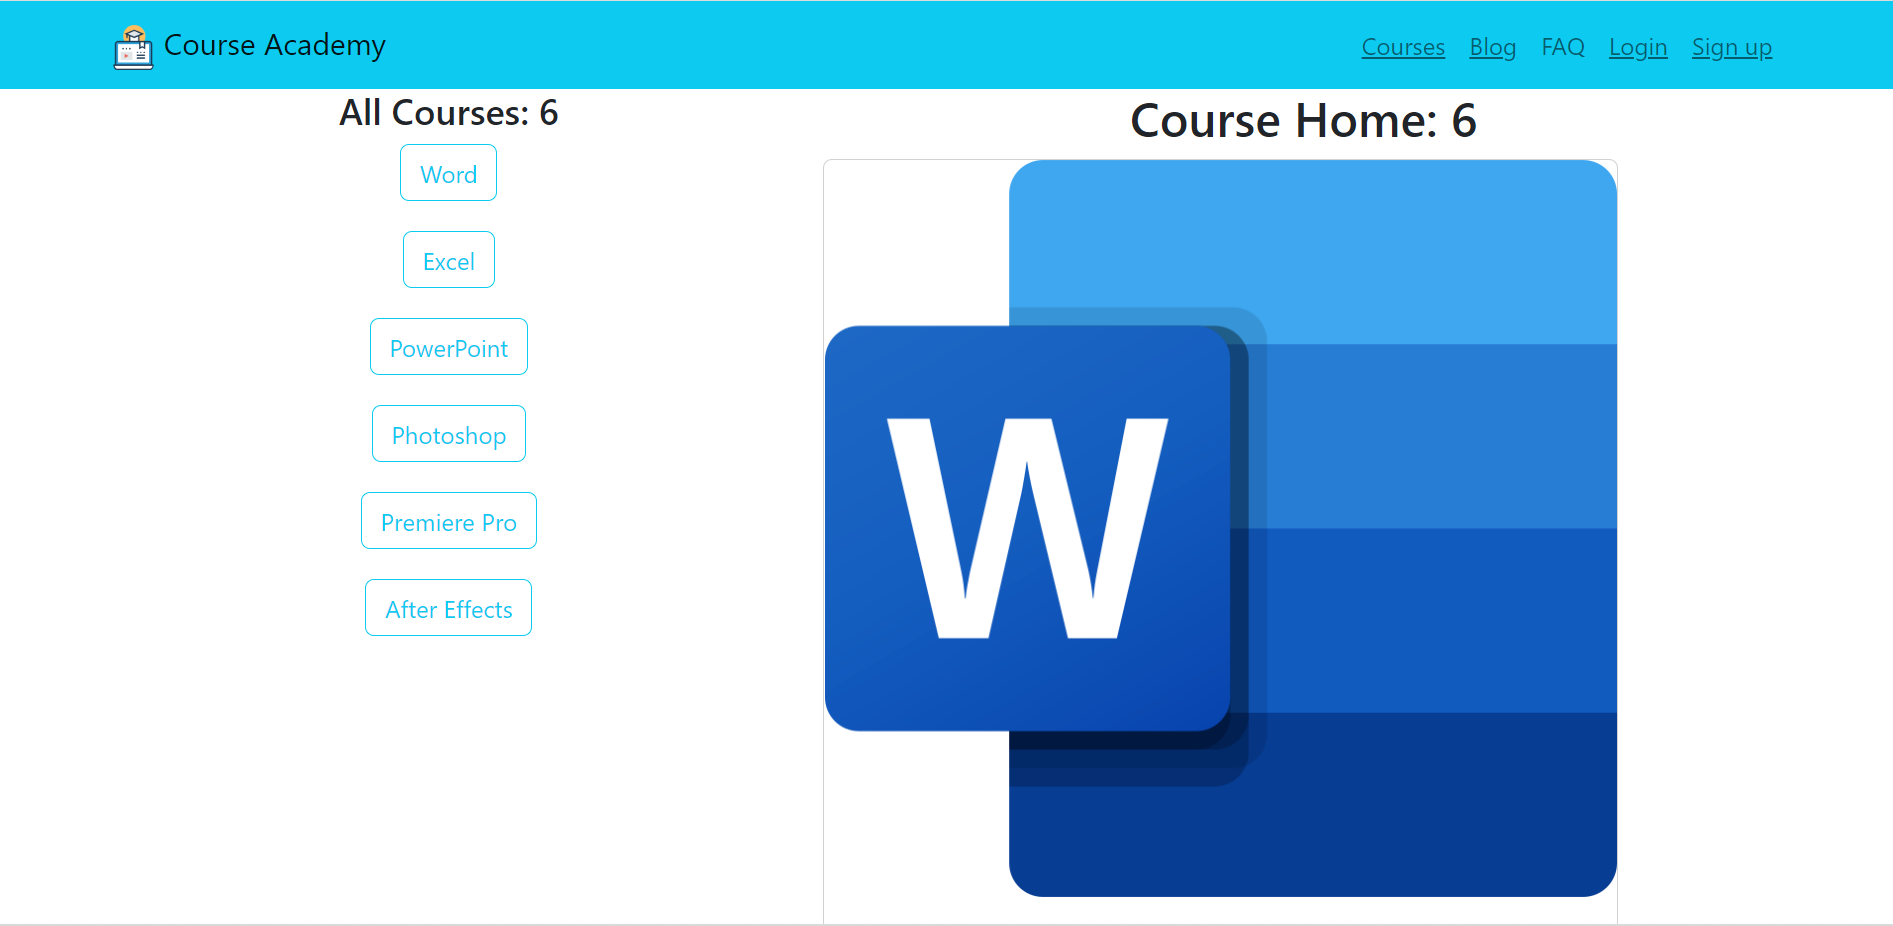 Course Academy
Courses Blog FAQ Login Sign up
All Courses: 6
Word
Excel
PowerPoint
Photoshop
Premiere Pro
After Effects
Course Home: 6
W